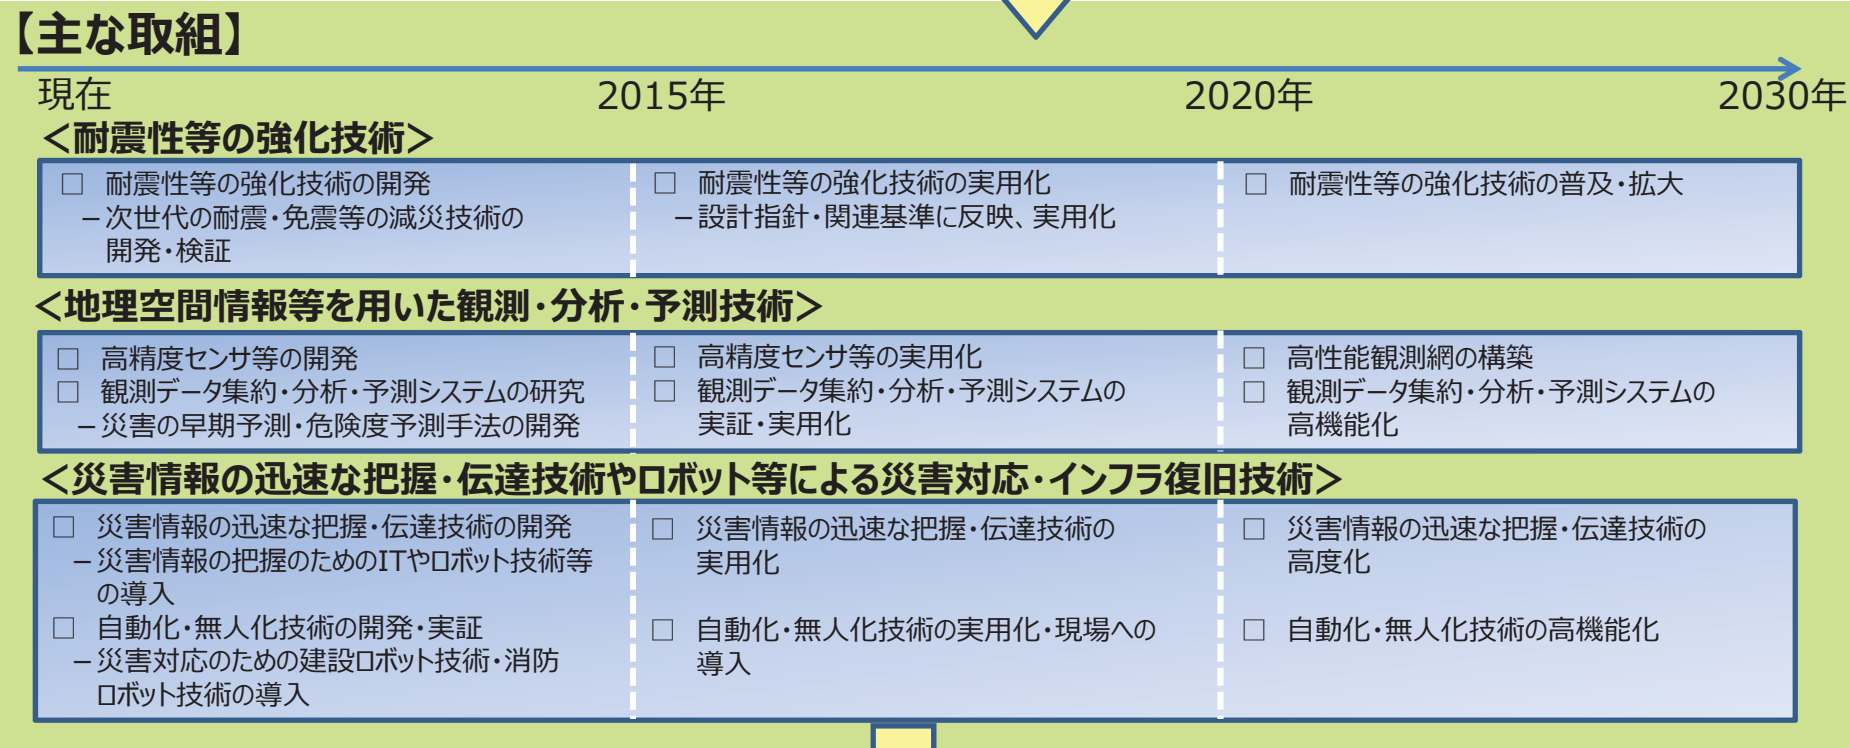 【主な取組】
現在 2015年 2020年 2030年
＜耐震性等の強化技術＞
□ 耐震性等の強化技術の開発
－次世代の耐震・免震等の減災技術の
開発・検証
□ 耐震性等の強化技術の実用化
－設計指針・関連基準に反映、実用化
□ 耐震性等の強化技術の普及・拡大
＜地理空間情報等を用いた観測・分析・予測技術＞
□ 高精度センサ等の開発
□ 観測データ集約・分析・予測システムの研究
－災害の早期予測・危険度予測手法の開発
□ 高精度センサ等の実用化
□ 観測データ集約・分析・予測システムの
実証・実用化
□ 高性能観測網の構築
□ 観測データ集約・分析・予測システムの
高機能化
＜災害情報の迅速な把握・伝達技術やロボット等による災害対応・インフラ復旧技術＞
□ 災害情報の迅速な把握・伝達技術の開発
－災害情報の把握のためのITやロボット技術等
の導入
□ 自動化・無人化技術の開発・実証
－災害対応のための建設ロボット技術・消防
ロボット技術の導入
□ 災害情報の迅速な把握・伝達技術の
実用化
□ 自動化・無人化技術の実用化・現場への
導入
□ 災害情報の迅速な把握・伝達技術の
高度化
□ 自動化・無人化技術の高機能化